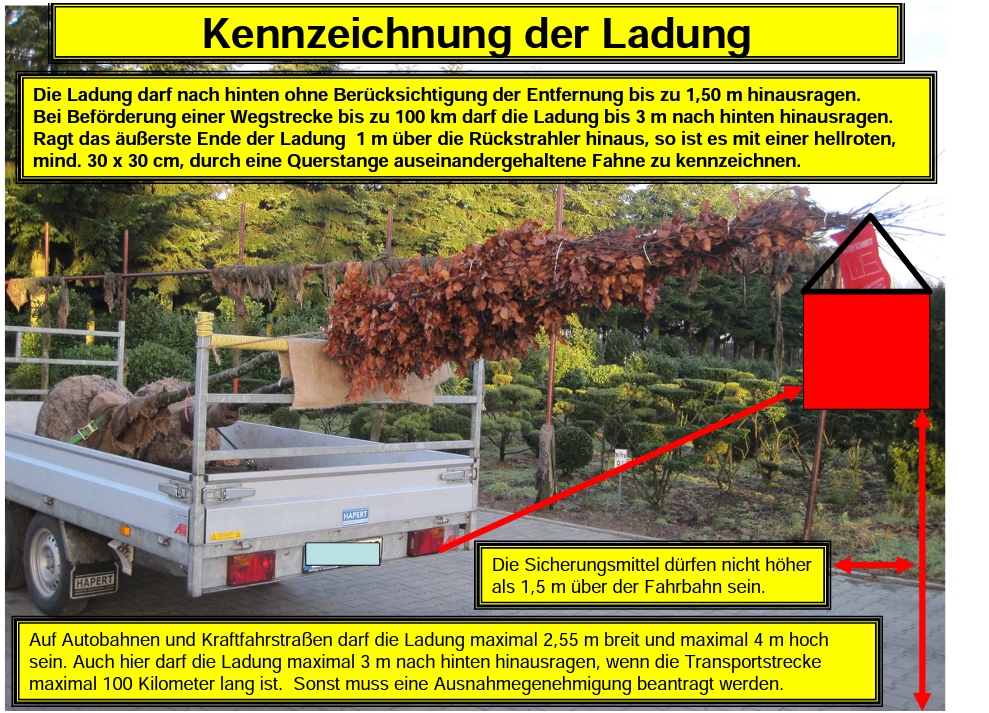 Kennzeichnung der Ladung
Die Ladung darf nach hinten ohne Berücksichtigung der Entfernung bis zu 1,50 m hinausragen.
Bei Beförderung einer Wegstrecke bis zu 100 km darf die Ladung bis 3 m nach hinten hinausragen.
Ragt das äußerste Ende der Ladung  1 m über die Rückstrahler hinaus, so ist es mit einer hellroten,
mind. 30 x 30 cm, durch eine Querstange auseinandergehaltene Fahne zu kennzeichnen.
HAPERT
HAPERT
Die Sicherungsmittel dürfen nicht höher
als 1,5 m über der Fahrbahn sein.
Auf Autobahnen und Kraftfahrstraßen darf die Ladung maximal 2,55 m breit und maximal 4 m hoch
sein. Auch hier darf die Ladung maximal 3 m nach hinten hinausragen, wenn die Transportstrecke
maximal 100 Kilometer lang ist.  Sonst muss eine Ausnahmegenehmigung beantragt werden.